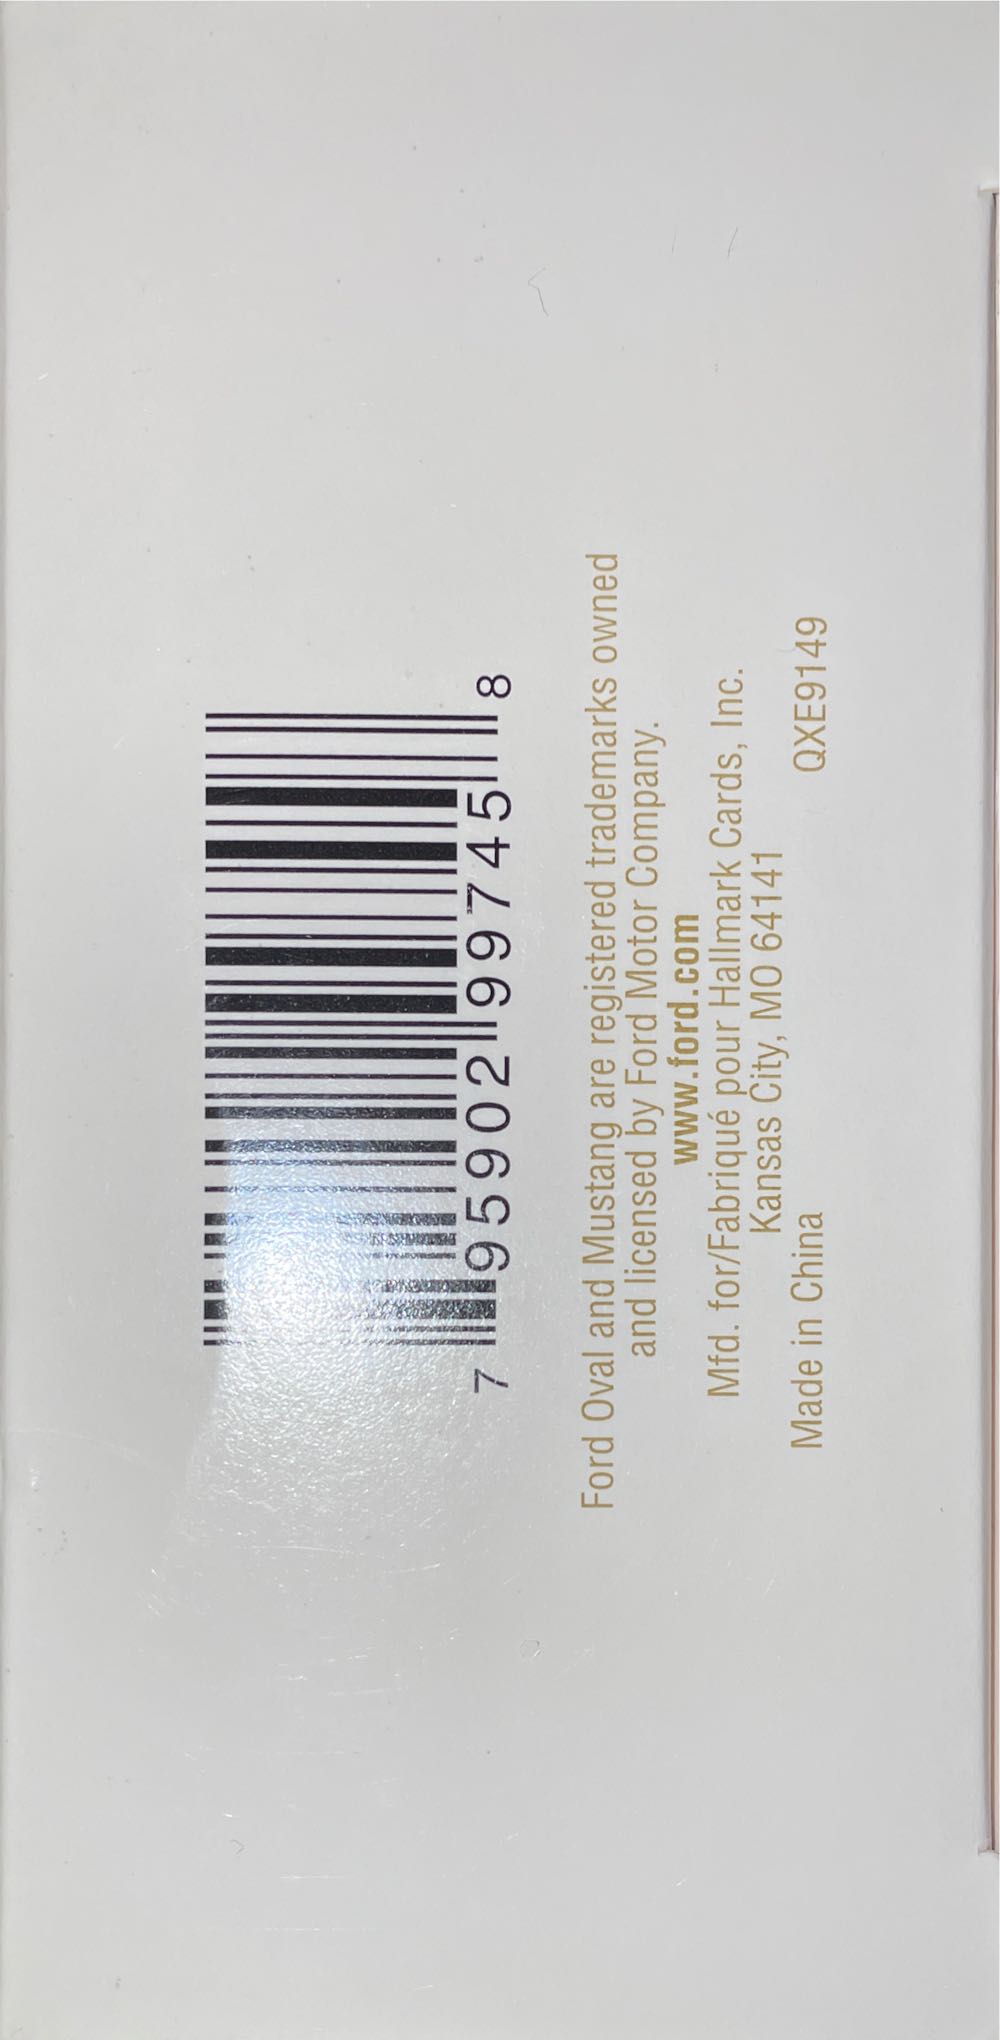 7 95902 99745 8
Ford Oval and Mustang are registered trademarks owned
and licensed by Ford Motor Company.
www.ford.com
Mfd. for/Fabriqué pour Hallmark Cards, Inc.
Kansas City, MO 64141
Made in China QXE9149